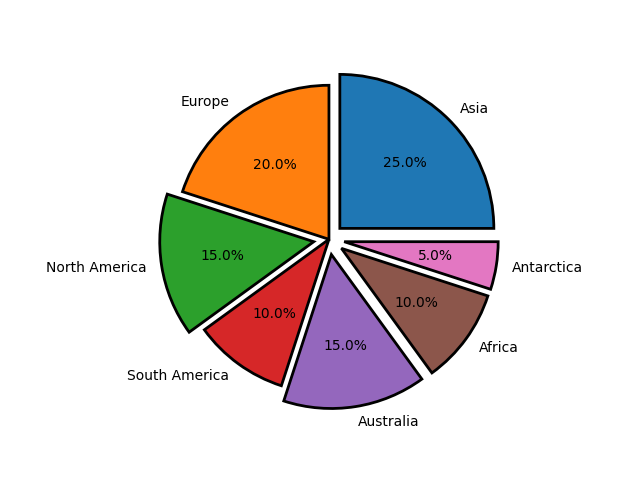 Europe
Asia
25.0%
20.0%
15.0%
5.0%
North America
Antarctica
10.0%
10.0%
15.0%
Africa
South America
Australia